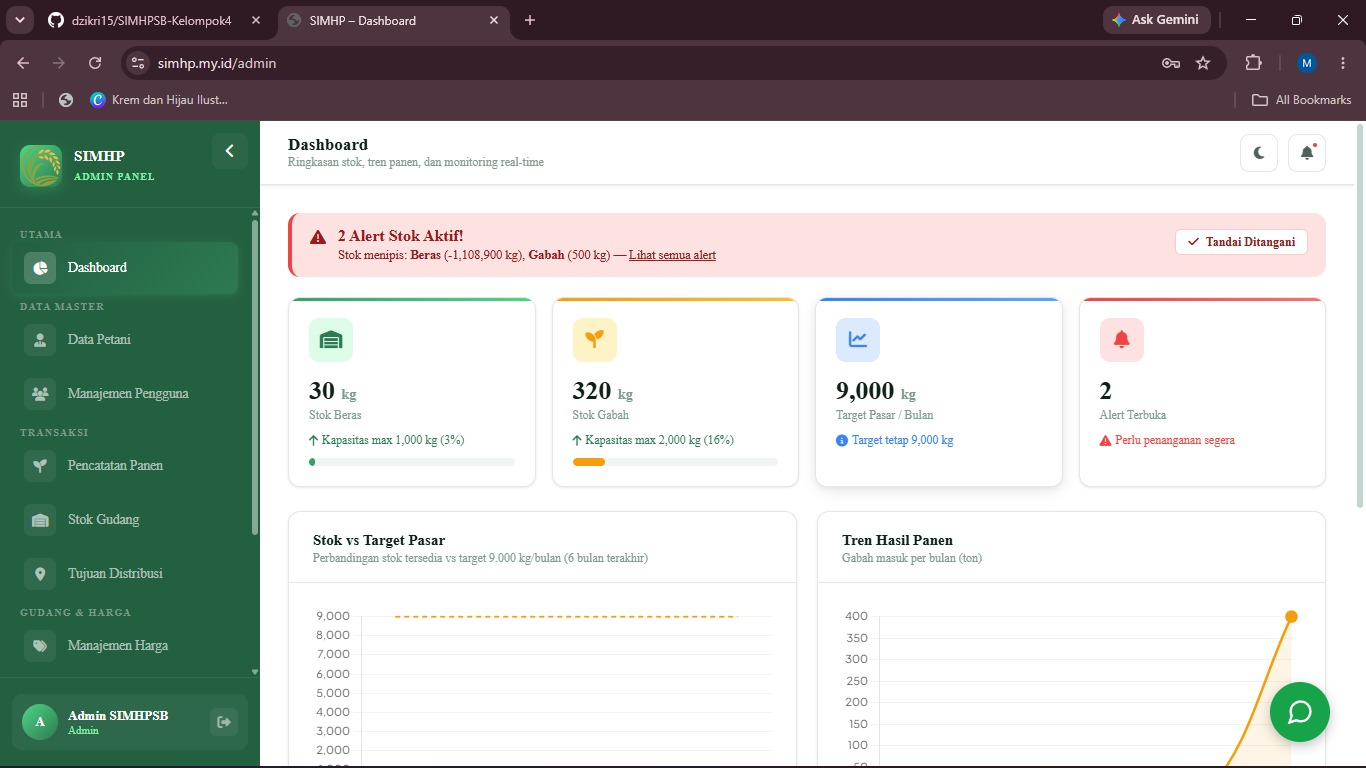 dzikri15/SIMHPSB-Kelompok4
SIMHP – Dashboard
Ask Gemini
simhp.my.id/admin
M
Krem dan Hijau Ilust...
All Bookmarks
SIMHP
ADMIN PANEL
UTAMA
Dashboard
DATA MASTER
Data Petani
Manajemen Pengguna
TRANSAKSI
Pencatatan Panen
Stok Gudang
Tujuan Distribusi
GUDANG & HARGA
Manajemen Harga
A
Admin SIMHPSB
Admin
Dashboard
Ringkasan stok, tren panen, dan monitoring real-time
2 Alert Stok Aktif!
Stok menipis: Beras (-1,108,900 kg), Gabah (500 kg) — Lihat semua alert
Tandai Ditangani
30 kg
Stok Beras
Kapasitas max 1,000 kg (3%)
320 kg
Stok Gabah
Kapasitas max 2,000 kg (16%)
9,000 kg
Target Pasar / Bulan
Target tetap 9,000 kg
2
Alert Terbuka
Perlu penanganan segera
Stok vs Target Pasar
Perbandingan stok tersedia vs target 9.000 kg/bulan (6 bulan terakhir)
9,000
8,000
7,000
6,000
5,000
4,000
3,000
2,000
Tren Hasil Panen
Gabah masuk per bulan (ton)
400
350
300
250
200
150
100
50